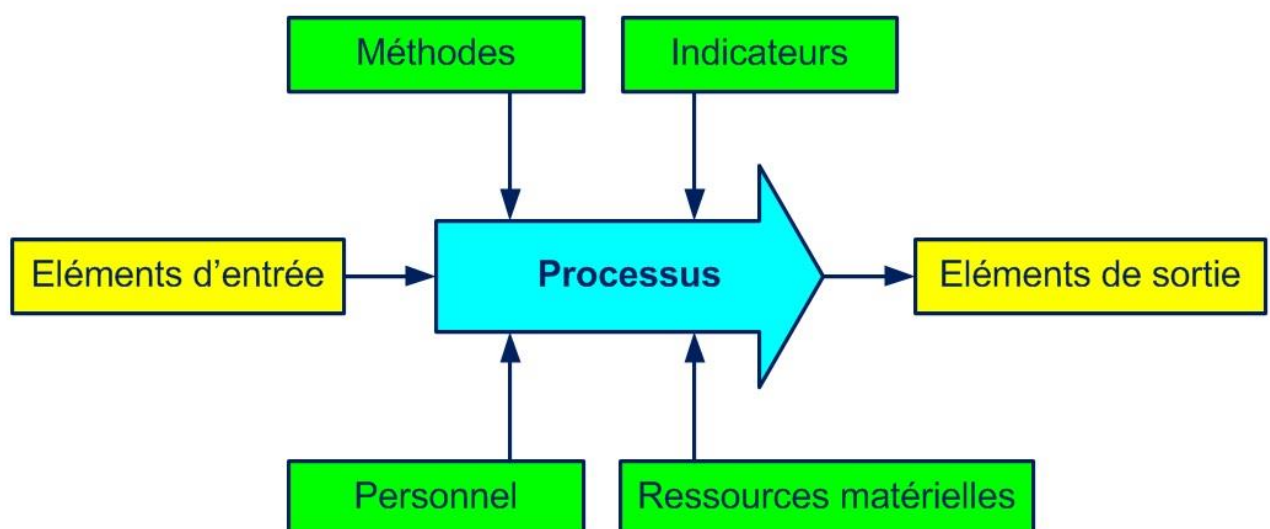 Méthodes
Indicateurs
Eléments d’entrée
Processus
Eléments de sortie
Personnel
Ressources matérielles